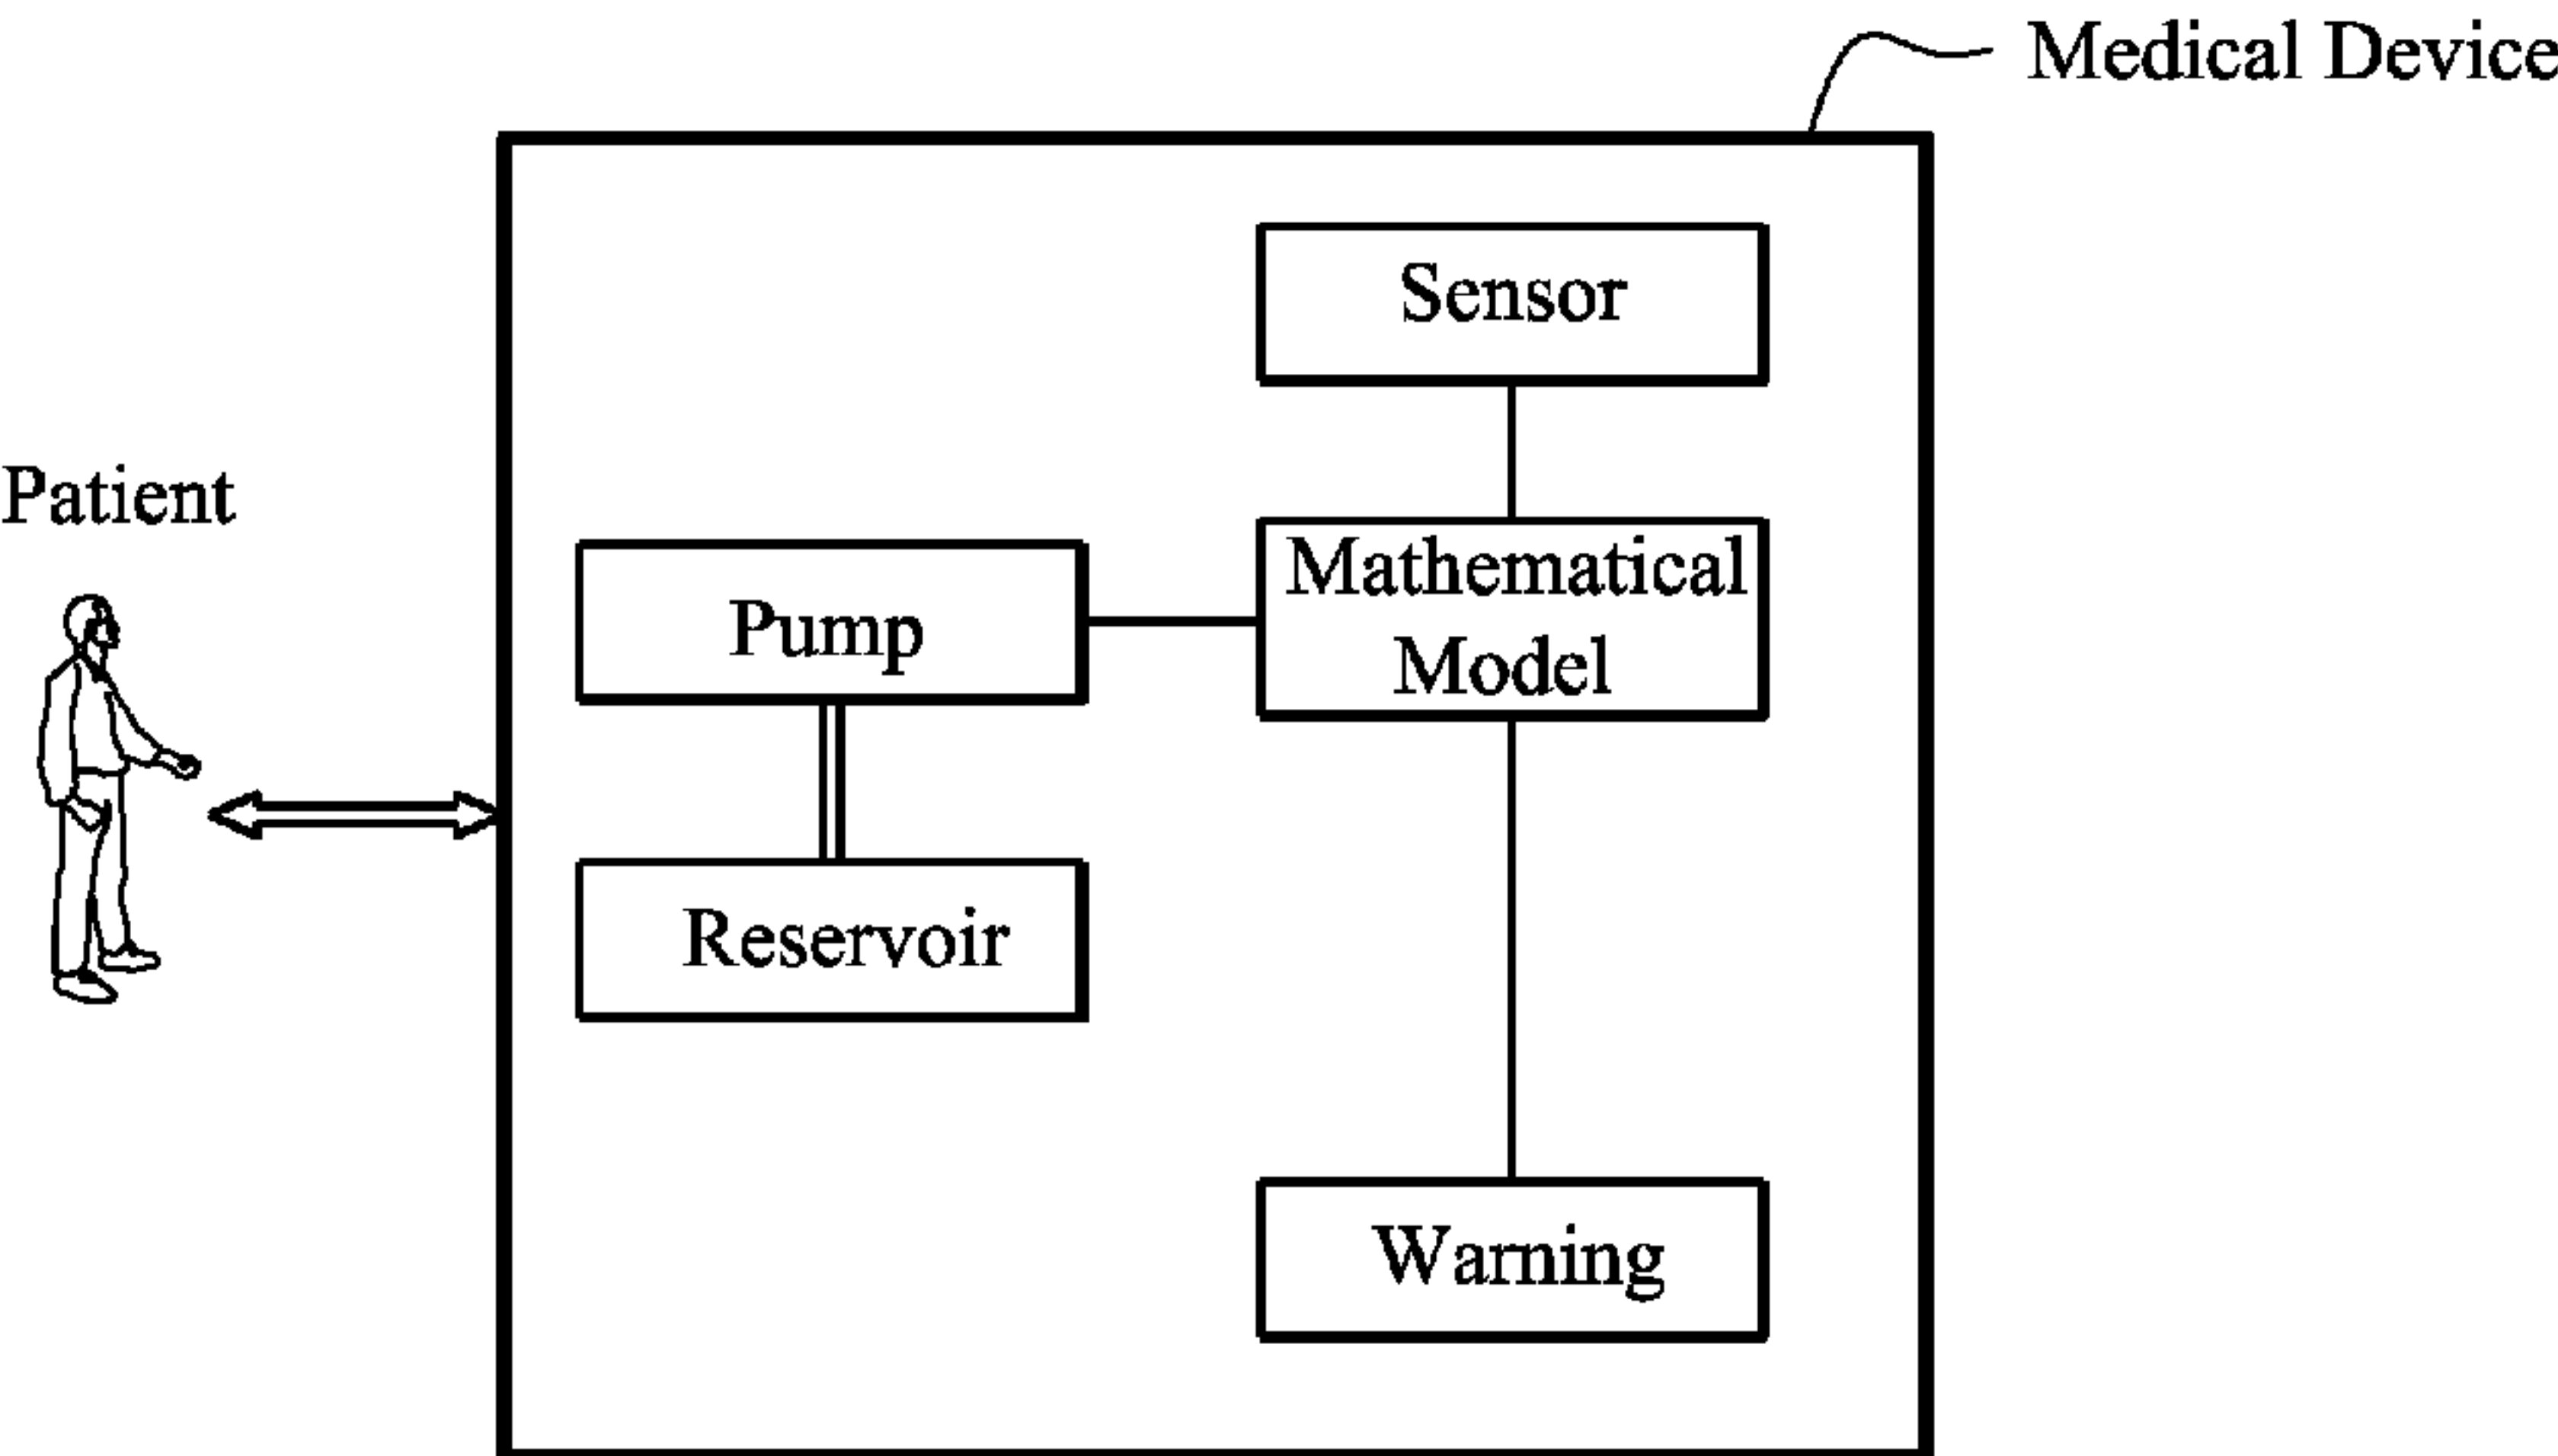 Medical Device
Sensor
Patient
Mathematical
Model
Pump
Reservoir
Warning